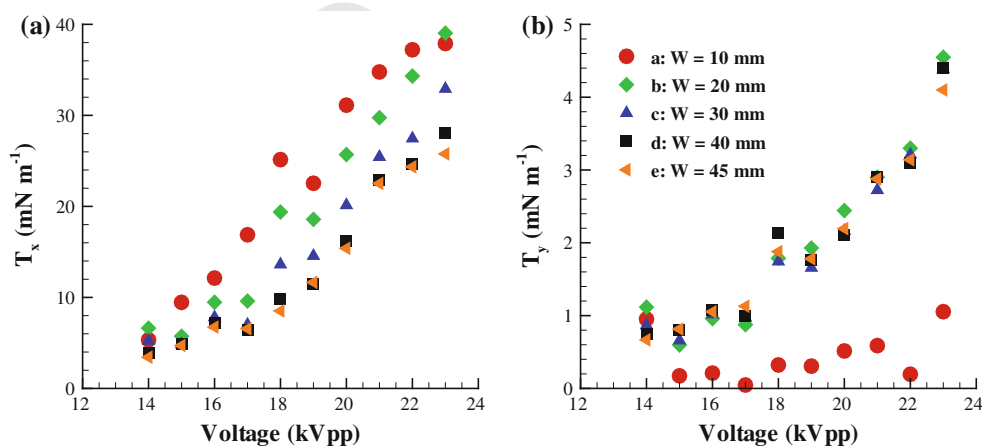 (a)
40
30
20
10
0
T_x (mN m^-1)
12 14 16 18 20 22 24
Voltage (kVpp)
(b)
5
4
3
2
1
0
T_y (mN m^-1)
a: W = 10 mm
b: W = 20 mm
c: W = 30 mm
d: W = 40 mm
e: W = 45 mm
12 14 16 18 20 22 24
Voltage (kVpp)